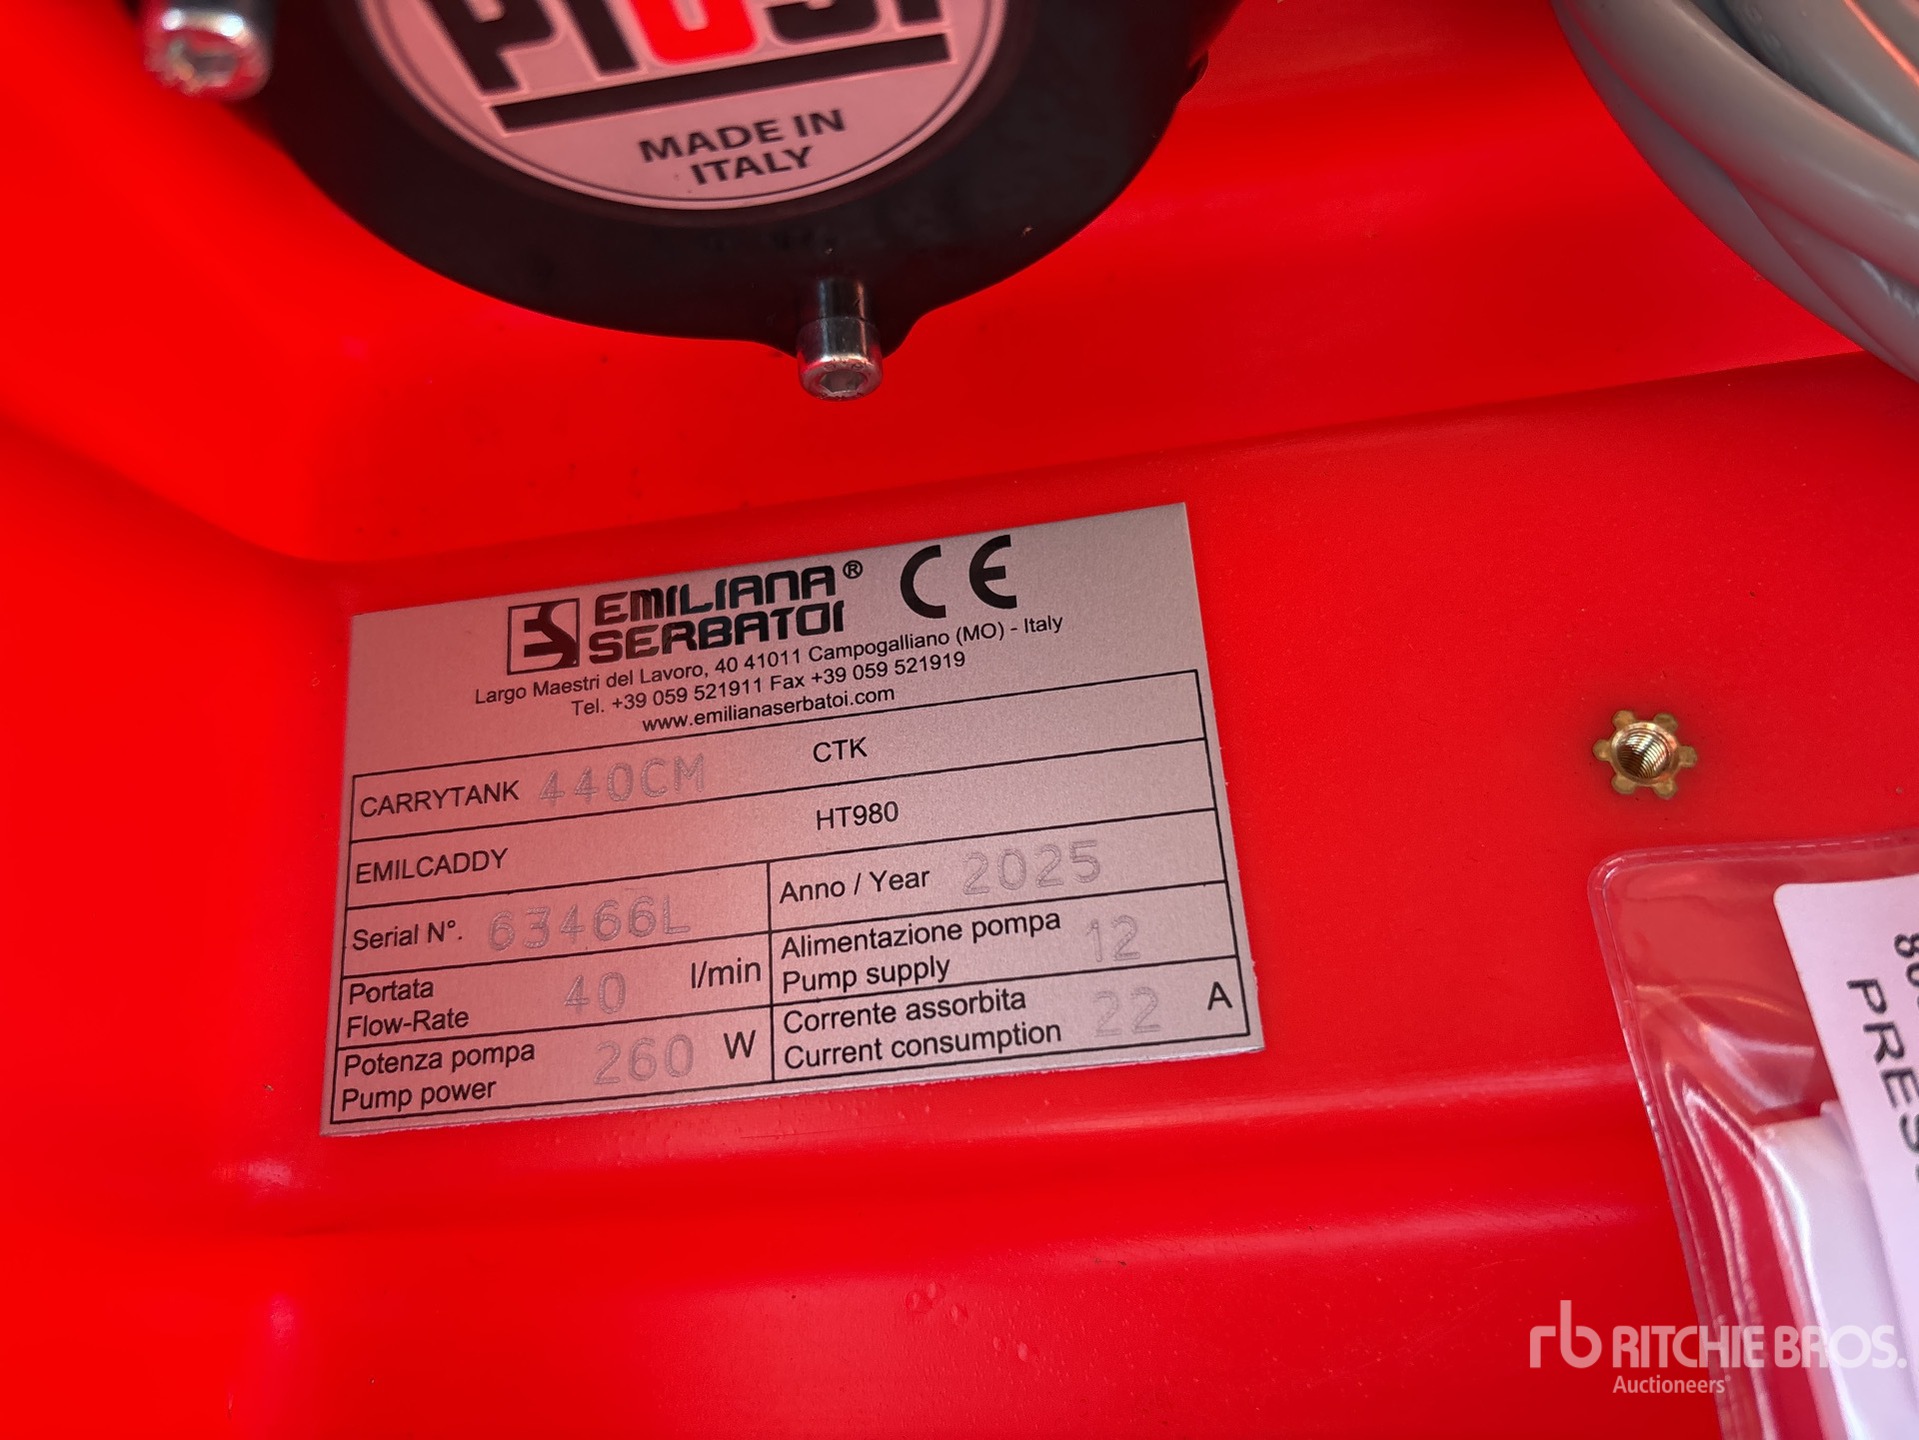 PIUSI
MADE IN
ITALY
ES EMILIANA® CE
SERBATOI
Largo Maestri del Lavoro, 40 41011 Campogalliano (MO) - Italy
Tel. +39 059 521911 Fax +39 059 521919
www.emilianaserbatoi.com
CARRYTANK 440CM CTK
EMILCADDY HT980
Serial N°. 63466L Anno / Year 2025
Portata 40 l/min Alimentazione pompa 12
Flow-Rate Pump supply
Potenza pompa 260 W Corrente assorbita 22 A
Pump power Current consumption
rb RITCHIE BROS.
Auctioneers